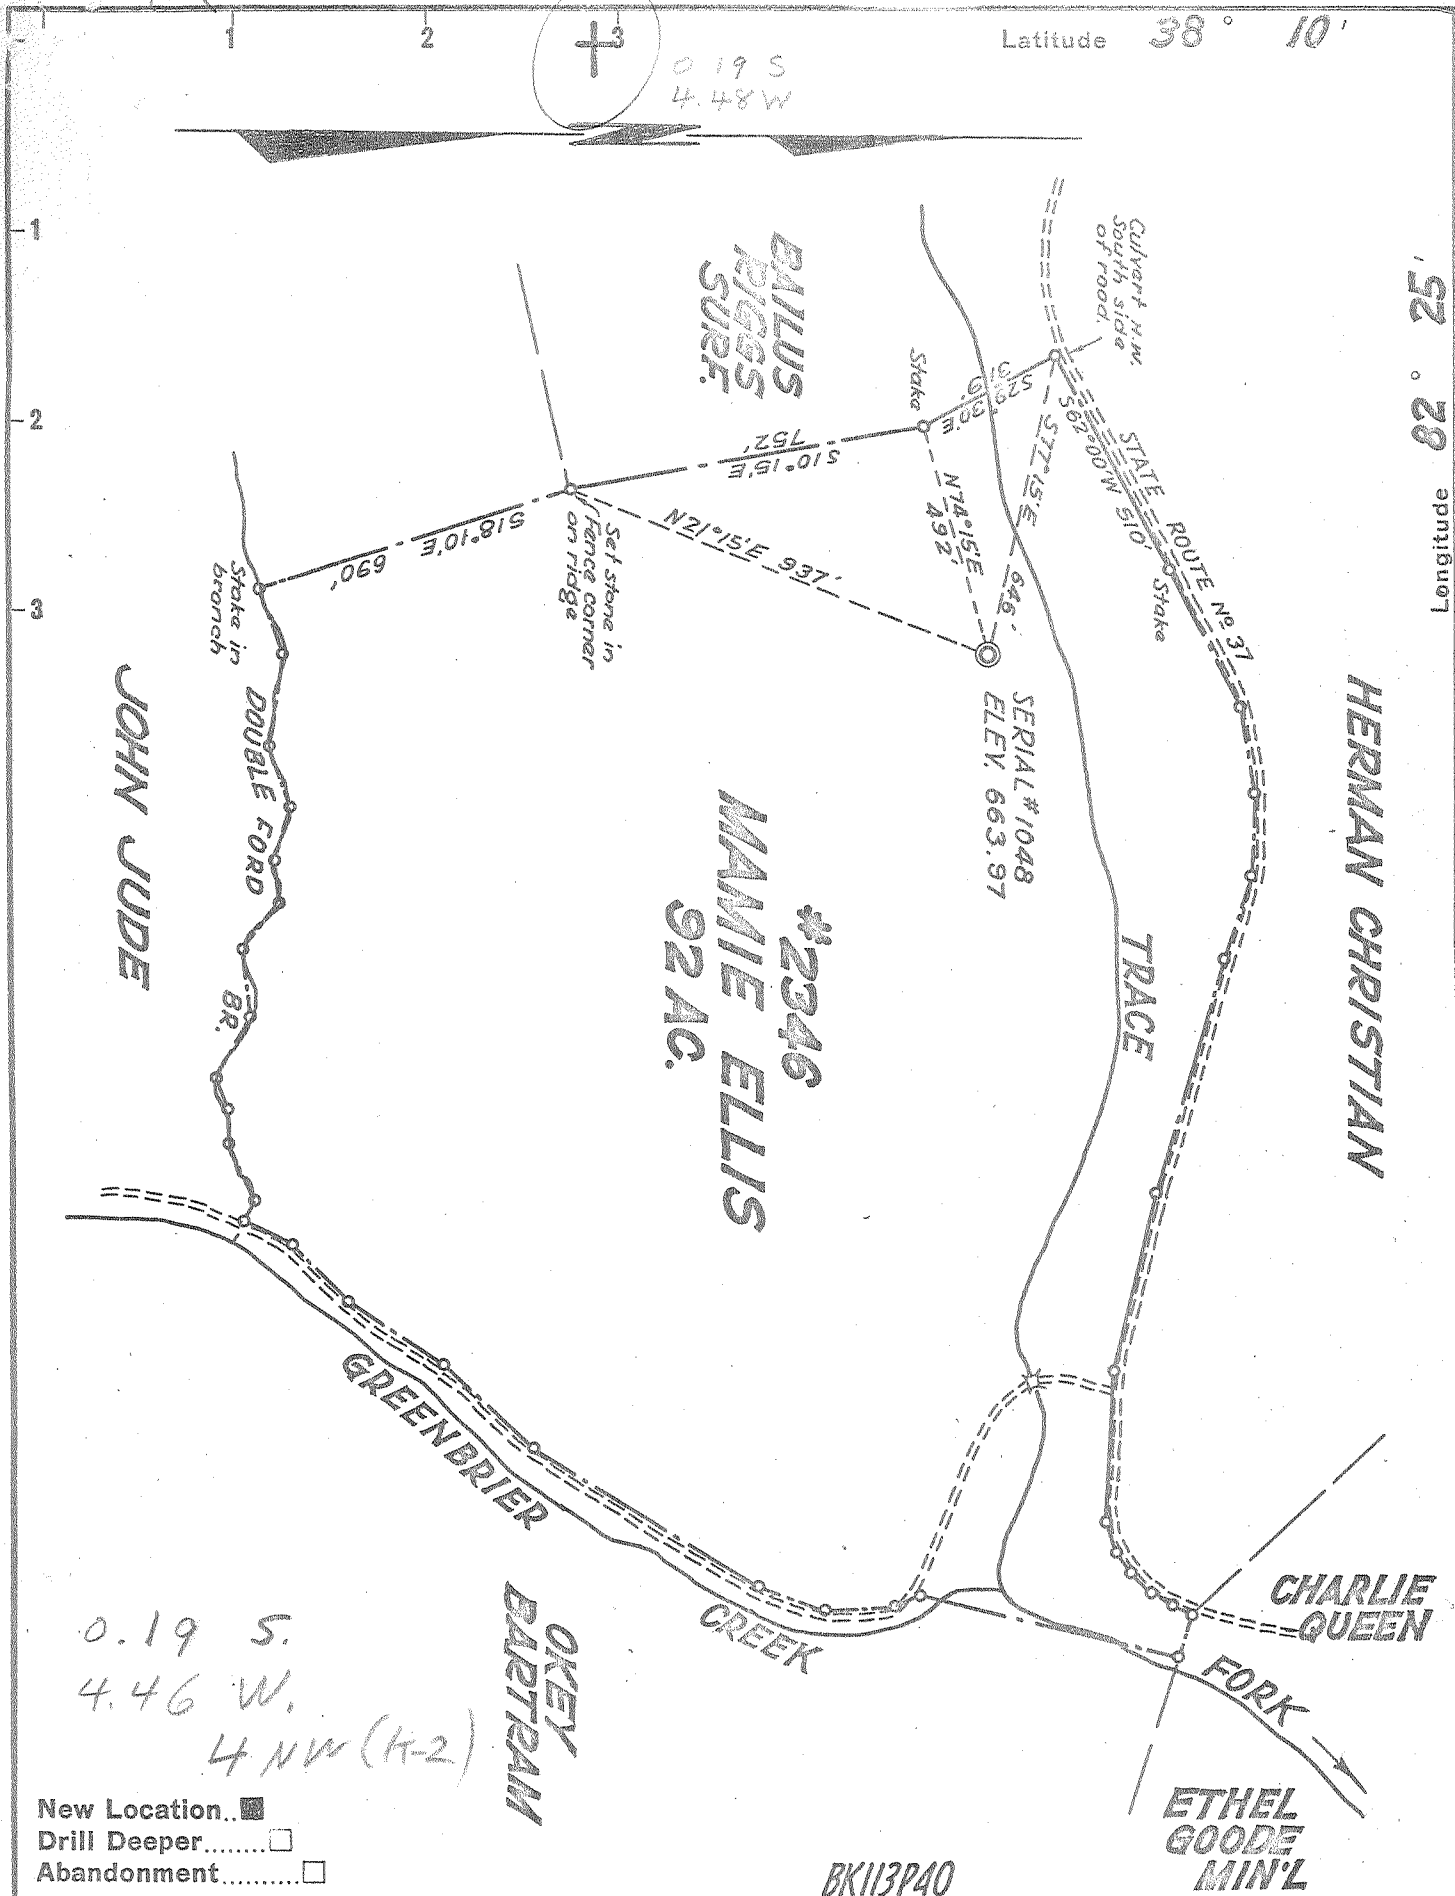 1
2
3
Latitude 38° 10'
0 19 S
4.48 W
1
2
3
Longitude 82° 25'
Culvert H.W.
South side
of road.
BAILUS
RIGGS
SURF.
Stake
S29°30'E
319'
S77°15'E 646'
N74°15'E
492'
S10°15'E
752'
STATE ROUTE Nº 37
S62°00'W 510'
Stake
N21°15'E 937'
Set stone in
Fence corner
on ridge
S18°10'E 690'
Stake in
branch
SERIAL #1048
ELEV. 663.97
HERMAN CHRISTIAN
JOHN JUDE
DOUBLE FORD BR.
#2346
MAMIE ELLIS
92 AC.
TRACE
GREENBRIER
CREEK
CHARLIE
QUEEN
FORK
OKEY
BARTRAM
ETHEL
GOODE
MIN'L
0.19 S.
4.46 W.
4 NW (K-2)
New Location..
Drill Deeper........
Abandonment..........
BK113P40